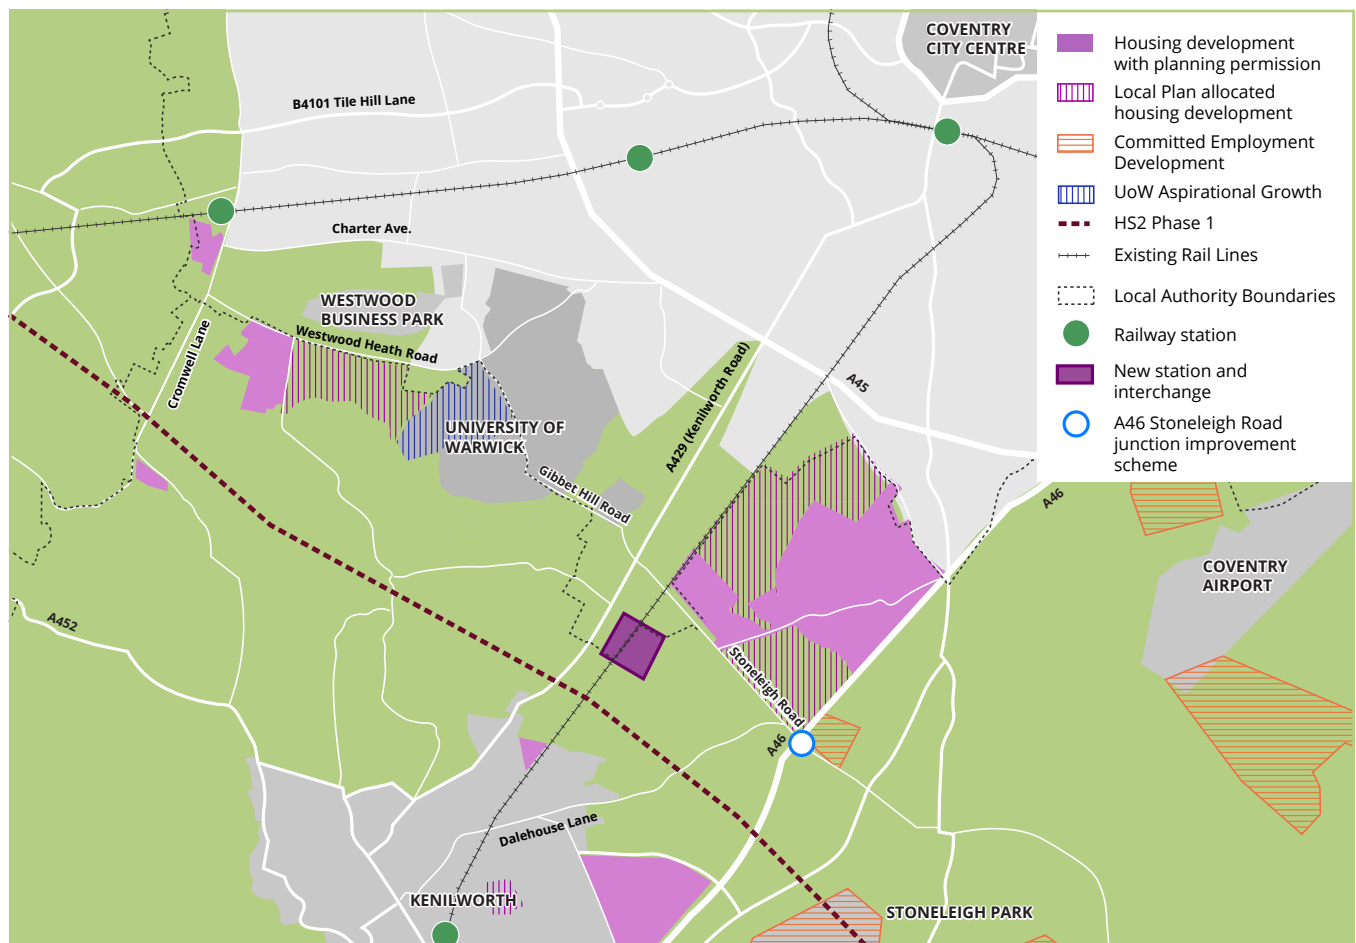 COVENTRY
CITY CENTRE
B4101 Tile Hill Lane
Charter Ave.
WESTWOOD
BUSINESS PARK
Westwood Heath Road
Cromwell Lane
A429 (Kenilworth Road)
A45
UNIVERSITY OF
WARWICK
Gibbet Hill Road
A46
COVENTRY
AIRPORT
A452
Stoneleigh Road
A46
Dalehouse Lane
KENILWORTH
STONELEIGH PARK
Housing development
with planning permission
Local Plan allocated
housing development
Committed Employment
Development
UoW Aspirational Growth
HS2 Phase 1
Existing Rail Lines
Local Authority Boundaries
Railway station
New station and
interchange
A46 Stoneleigh Road
junction improvement
scheme